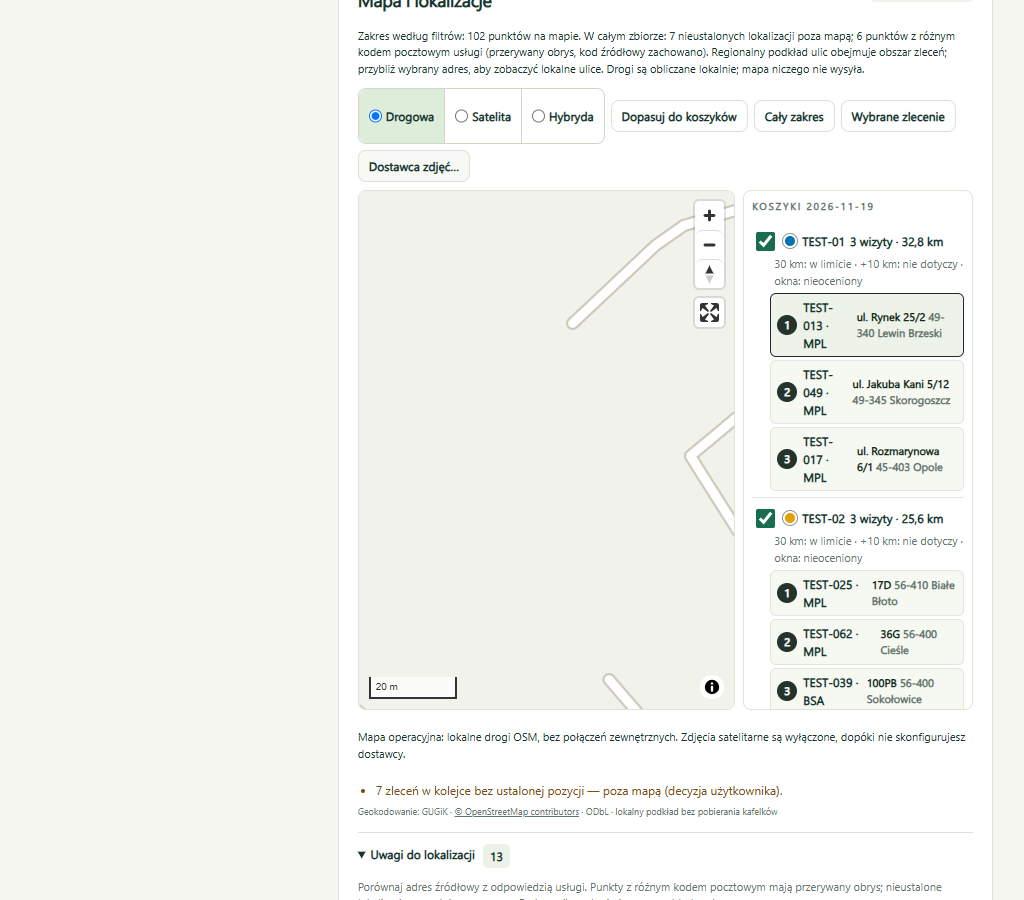 Mapa i lokalizacje
Zakres według filtrów: 102 punktów na mapie. W całym zbiorze: 7 nieustalonych lokalizacji poza mapą; 6 punktów z różnym
kodem pocztowym usługi (przerywany obrys, kod źródłowy zachowano). Regionalny podkład ulic obejmuje obszar zleceń;
przybliż wybrany adres, aby zobaczyć lokalne ulice. Drogi są obliczane lokalnie; mapa niczego nie wysyła.
Drogowa
Satelita
Hybryda
Dopasuj do koszyków
Cały zakres
Wybrane zlecenie
Dostawca zdjęć...
20 m
KOSZYKI 2026-11-19
TEST-01 3 wizyty · 32,8 km
30 km: w limicie · +10 km: nie dotyczy ·
okna: nieoceniony
1
TEST-
013 ·
MPL
ul. Rynek 25/2 49-
340 Lewin Brzeski
2
TEST-
049 ·
MPL
ul. Jakuba Kani 5/12
49-345 Skorogoszcz
3
TEST-
017 ·
MPL
ul. Rozmarynowa
6/1 45-403 Opole
TEST-02 3 wizyty · 25,6 km
30 km: w limicie · +10 km: nie dotyczy ·
okna: nieoceniony
1
TEST-025 ·
MPL
17D 56-410 Białe
Błoto
2
TEST-062 ·
MPL
36G 56-400
Cieśle
3
TEST-039 ·
BSA
100PB 56-400
Sokołowice
Mapa operacyjna: lokalne drogi OSM, bez połączeń zewnętrznych. Zdjęcia satelitarne są wyłączone, dopóki nie skonfigurujesz
dostawcy.
• 7 zleceń w kolejce bez ustalonej pozycji — poza mapą (decyzja użytkownika).
Geokodowanie: GUGiK · © OpenStreetMap contributors · ODbL · lokalny podkład bez pobierania kafelków
▼ Uwagi do lokalizacji 13
Porównaj adres źródłowy z odpowiedzią usługi. Punkty z różnym kodem pocztowym mają przerywany obrys; nieustalone